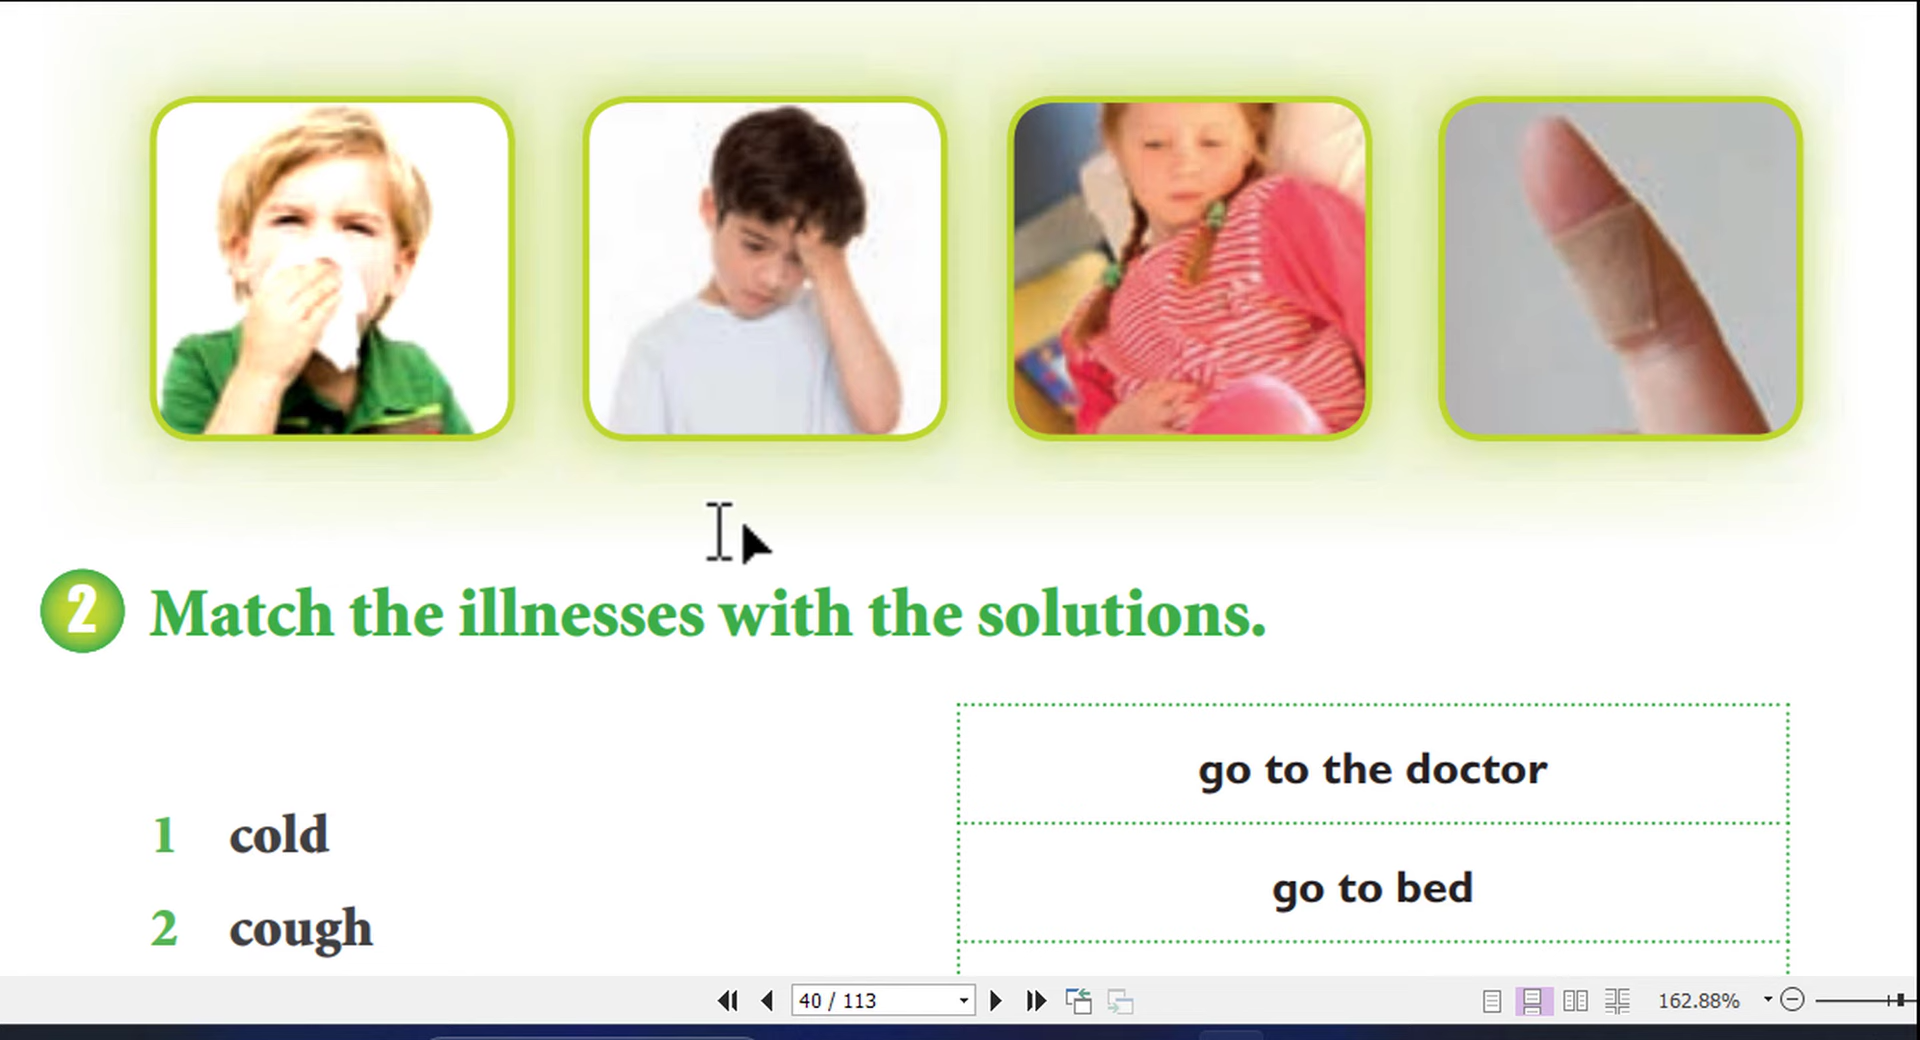 2 Match the illnesses with the solutions.
go to the doctor
1 cold
go to bed
2 cough
40 / 113
162.88%